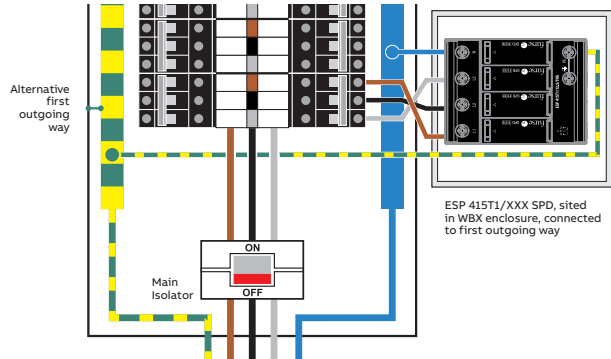 Alternative
first
outgoing
way
ESP 415T1/XXX SPD, sited
in WBX enclosure, connected
to first outgoing way
Main
Isolator
ON
OFF